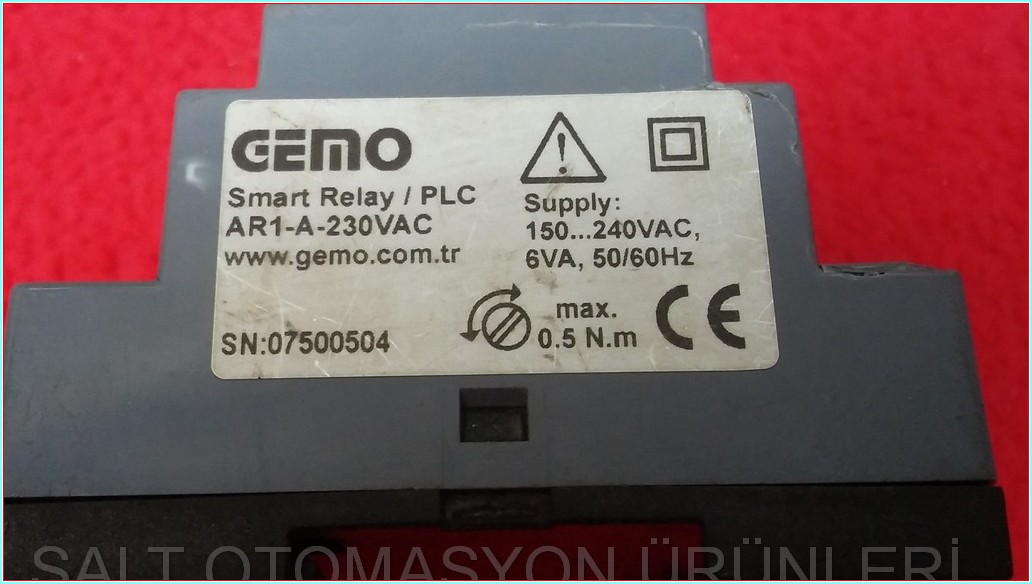 GEMO
Smart Relay / PLC
AR1-A-230VAC
www.gemo.com.tr
SN:07500504
Supply:
150...240VAC,
6VA, 50/60Hz
max.
0.5 N.m
CE
SALT OTOMASYON ÜRÜNLERİ